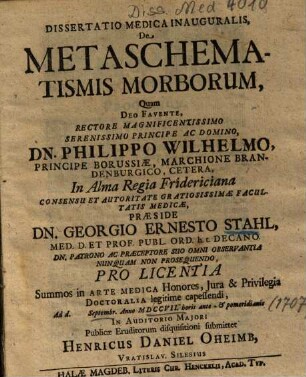 Diss. Med 4010
DISSERTATIO MEDICA INAUGURALIS,
De
METASCHEMA-
TISMIS MORBORUM,
Quam
DEO FAVENTE,
RECTORE MAGNIFICENTISSIMO
SERENISSIMO PRINCIPE AC DOMINO,
DN. PHILIPPO WILHELMO,
PRINCIPE BORUSSIÆ, MARCHIONE BRAN-
DENBURGICO, CETERA,
In Alma Regia Fridericiana
CONSENSU ET AUTORITATE GRATIOSISSIMÆ FACUL-
TATIS MEDICÆ,
PRÆSIDE
DN. GEORGIO ERNESTO STAHL,
MED. D. ET PROF. PUBL. ORD. h. t. DECANO
DN. PATRONO AC PRÆCEPTORE SUO OMNI OBSERVANTIA
NUNQUAM NON PROSEQUENDO,
PRO LICENTIA
Summos in ARTE MEDICA Honores, Jura & Privilegia
DOCTORALIA legitime capessendi,
Ad d. Septembr. Anno MDCCVII. horis ante- & pomeridianis
(1707)
IN AUDITORIO MAJORI
Publicæ Eruditorum disquisitioni submittet
HENRICUS DANIEL OHEIMB,
VRATISLAV. SILESIUS
HALÆ MAGDEB. LITERIS CHR. HENCKELII, ACAD. TYP.